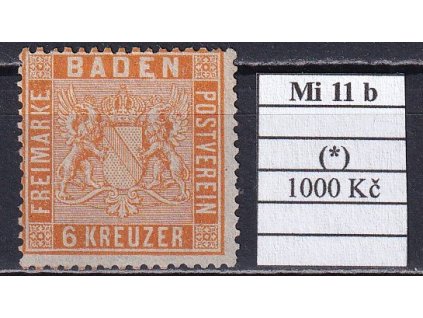 BADEN
FREIMARKE
POSTVEREIN
6 KREUZER
Mi 11 b
(*)
1000 Kč